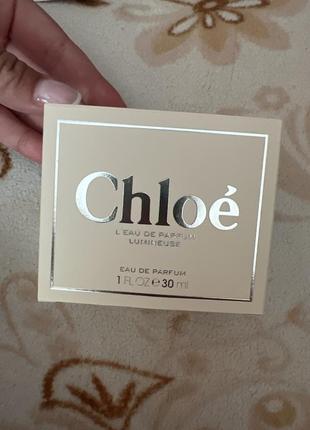 Chloé
L'EAU DE PARFUM
LUMINEUSE
EAU DE PARFUM
1 FL.OZ e 30 ml